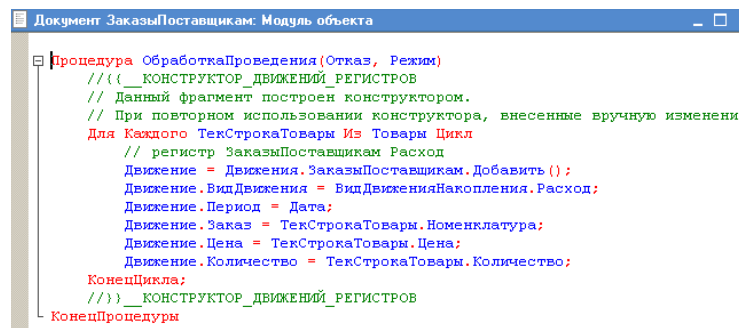 Документ ЗаказыПоставщикам: Модуль объекта
Процедура ОбработкаПроведения(Отказ, Режим)
//{{__КОНСТРУКТОР_ДВИЖЕНИЙ_РЕГИСТРОВ
// Данный фрагмент построен конструктором.
// При повторном использовании конструктора, внесенные вручную изменени
Для Каждого ТекСтрокаТовары Из Товары Цикл
// регистр ЗаказыПоставщикам Расход
Движение = Движения.ЗаказыПоставщикам.Добавить();
Движение.ВидДвижения = ВидДвиженияНакопления.Расход;
Движение.Период = Дата;
Движение.Заказ = ТекСтрокаТовары.Номенклатура;
Движение.Цена = ТекСтрокаТовары.Цена;
Движение.Количество = ТекСтрокаТовары.Количество;
КонецЦикла;
//}}__КОНСТРУКТОР_ДВИЖЕНИЙ_РЕГИСТРОВ
КонецПроцедуры